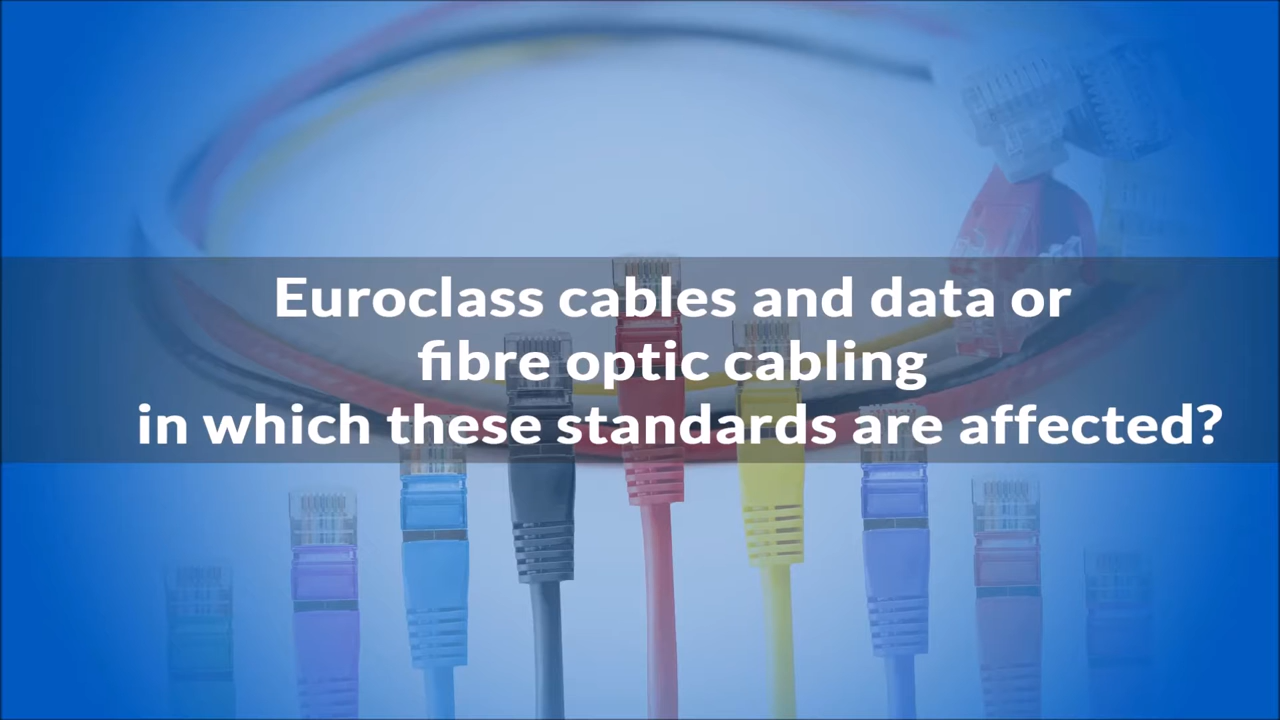 Euroclass cables and data or
fibre optic cabling
in which these standards are affected?